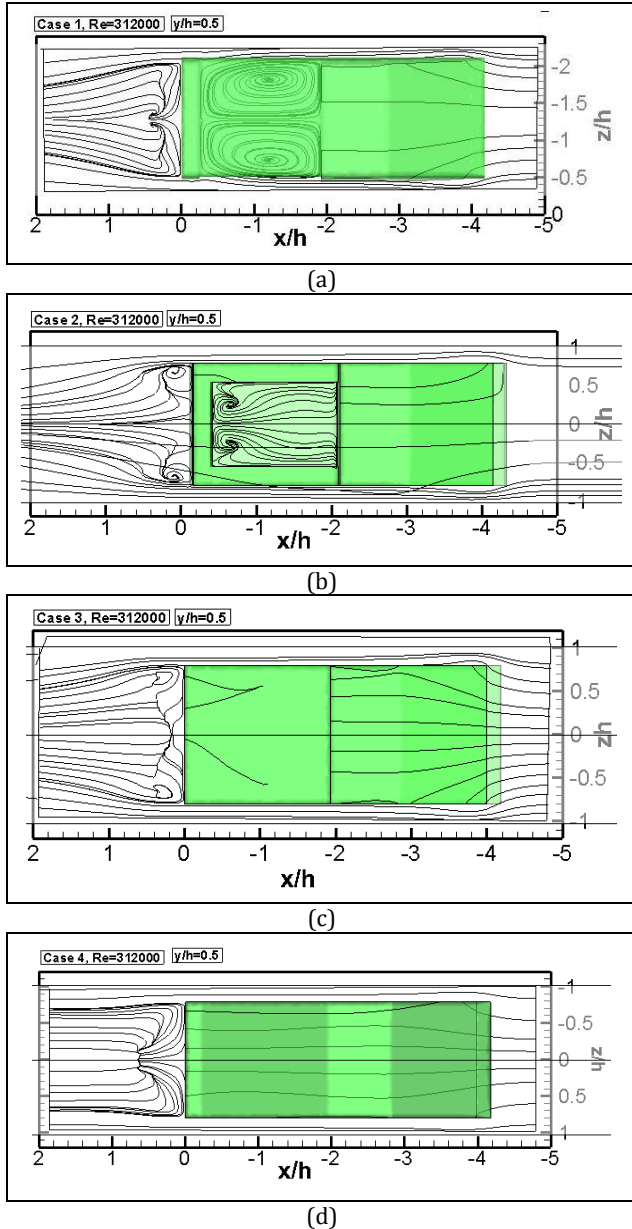 Case 1, Re=312000 y/h=0.5
-2
-1.5
-1
-0.5
-0
z/h
2 1 0 -1 -2 -3 -4 -5
x/h
(a)
Case 2, Re=312000 y/h=0.5
1
0.5
0
-0.5
-1
z/h
2 1 0 -1 -2 -3 -4 -5
x/h
(b)
Case 3, Re=312000 y/h=0.5
1
0.5
0
-0.5
-1
zh
2 1 0 -1 -2 -3 -4 -5
x/h
(c)
Case 4, Re=312000 y/h=0.5
-1
-0.5
0
0.5
1
z/h
2 1 0 -1 -2 -3 -4 -5
x/h
(d)